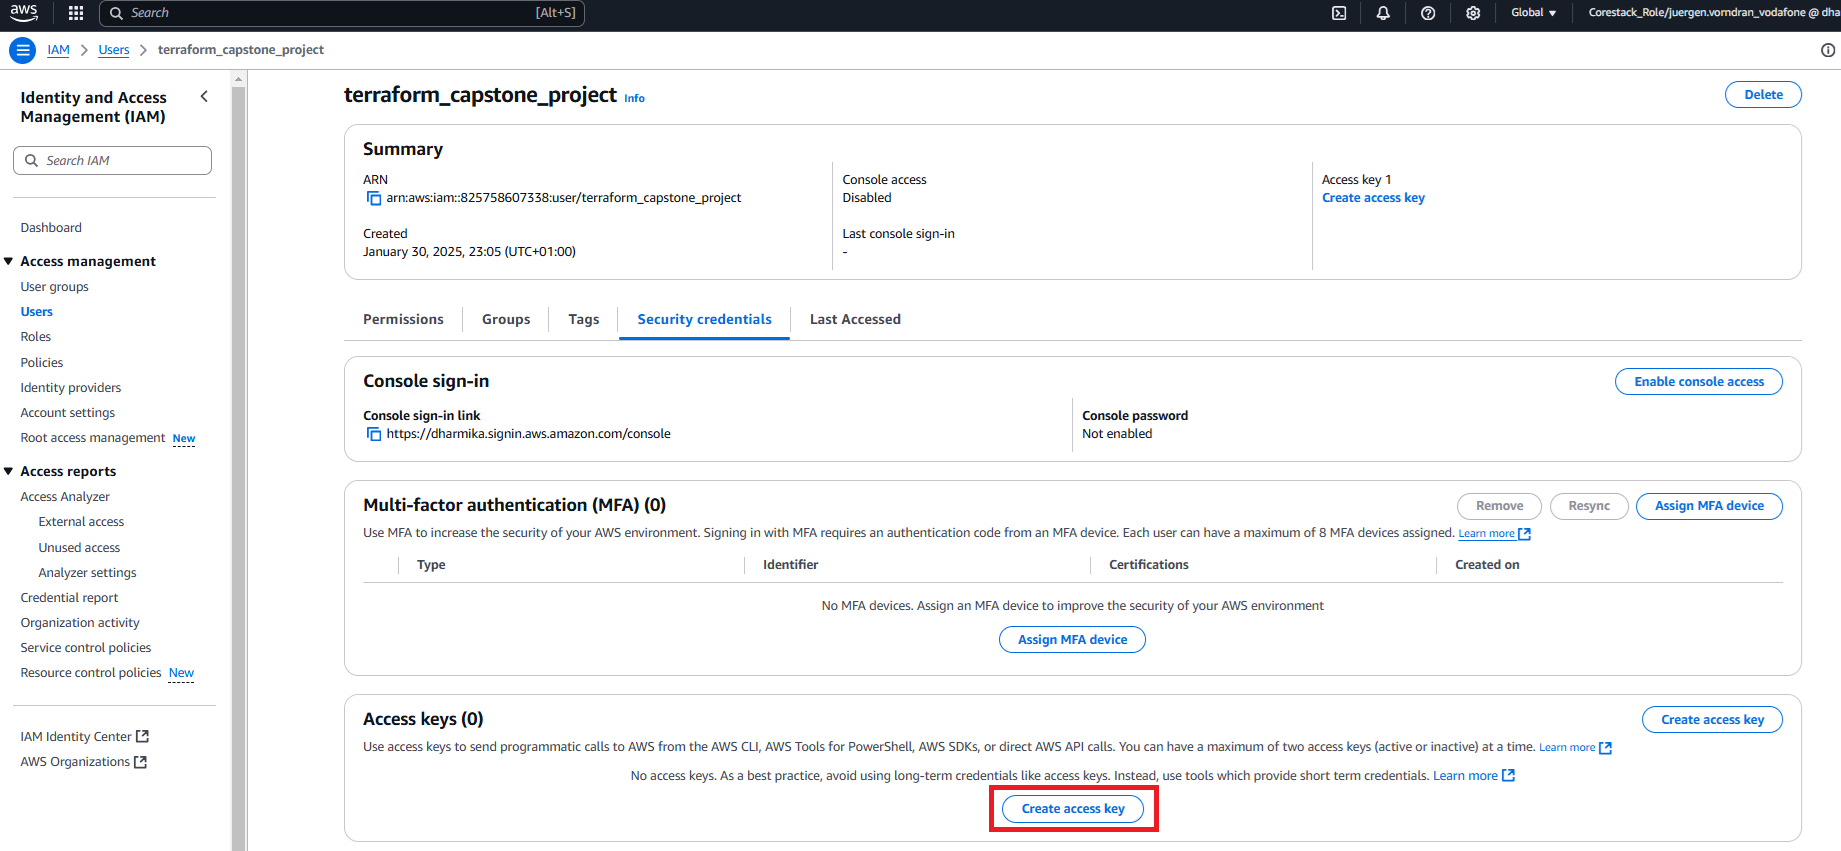 aws
Search [Alt+S]
Global
Corestack_Role/juergen.vorndran_vodafone @ dha
IAM
Users
terraform_capstone_project
Identity and Access
Management (IAM)
Search IAM
Dashboard
Access management
User groups
Users
Roles
Policies
Identity providers
Account settings
Root access management New
Access reports
Access Analyzer
External access
Unused access
Analyzer settings
Credential report
Organization activity
Service control policies
Resource control policies New
IAM Identity Center
AWS Organizations
terraform_capstone_project Info
Delete
Summary
ARN
arn:aws:iam::825758607338:user/terraform_capstone_project
Created
January 30, 2025, 23:05 (UTC+01:00)
Console access
Disabled
Last console sign-in
-
Access key 1
Create access key
Permissions
Groups
Tags
Security credentials
Last Accessed
Console sign-in
Enable console access
Console sign-in link
https://dharmika.signin.aws.amazon.com/console
Console password
Not enabled
Multi-factor authentication (MFA) (0)
Remove
Resync
Assign MFA device
Use MFA to increase the security of your AWS environment. Signing in with MFA requires an authentication code from an MFA device. Each user can have a maximum of 8 MFA devices assigned. Learn more
Type
Identifier
Certifications
Created on
No MFA devices. Assign an MFA device to improve the security of your AWS environment
Assign MFA device
Access keys (0)
Create access key
Use access keys to send programmatic calls to AWS from the AWS CLI, AWS Tools for PowerShell, AWS SDKs, or direct AWS API calls. You can have a maximum of two access keys (active or inactive) at a time. Learn more
No access keys. As a best practice, avoid using long-term credentials like access keys. Instead, use tools which provide short term credentials. Learn more
Create access key